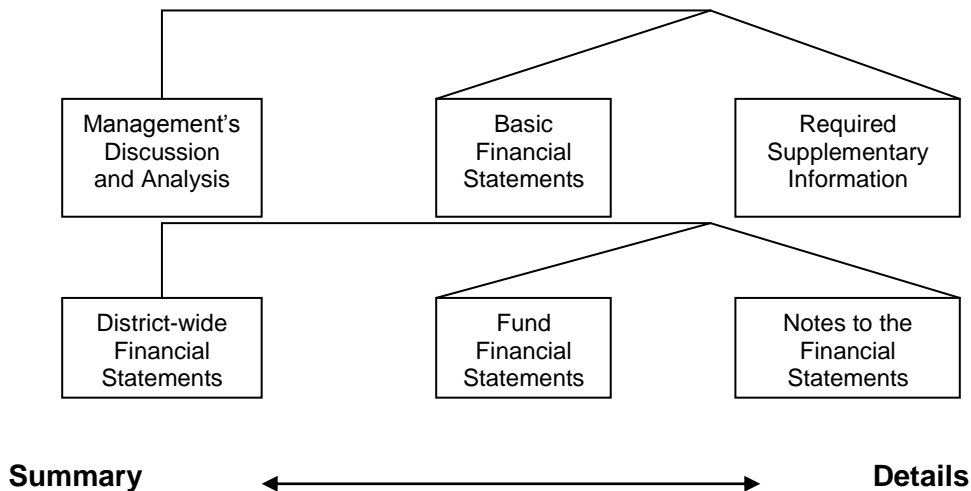 Management’s
Discussion
and Analysis
Basic
Financial
Statements
Required
Supplementary
Information
District-wide
Financial
Statements
Fund
Financial
Statements
Notes to the
Financial
Statements
Summary
Details